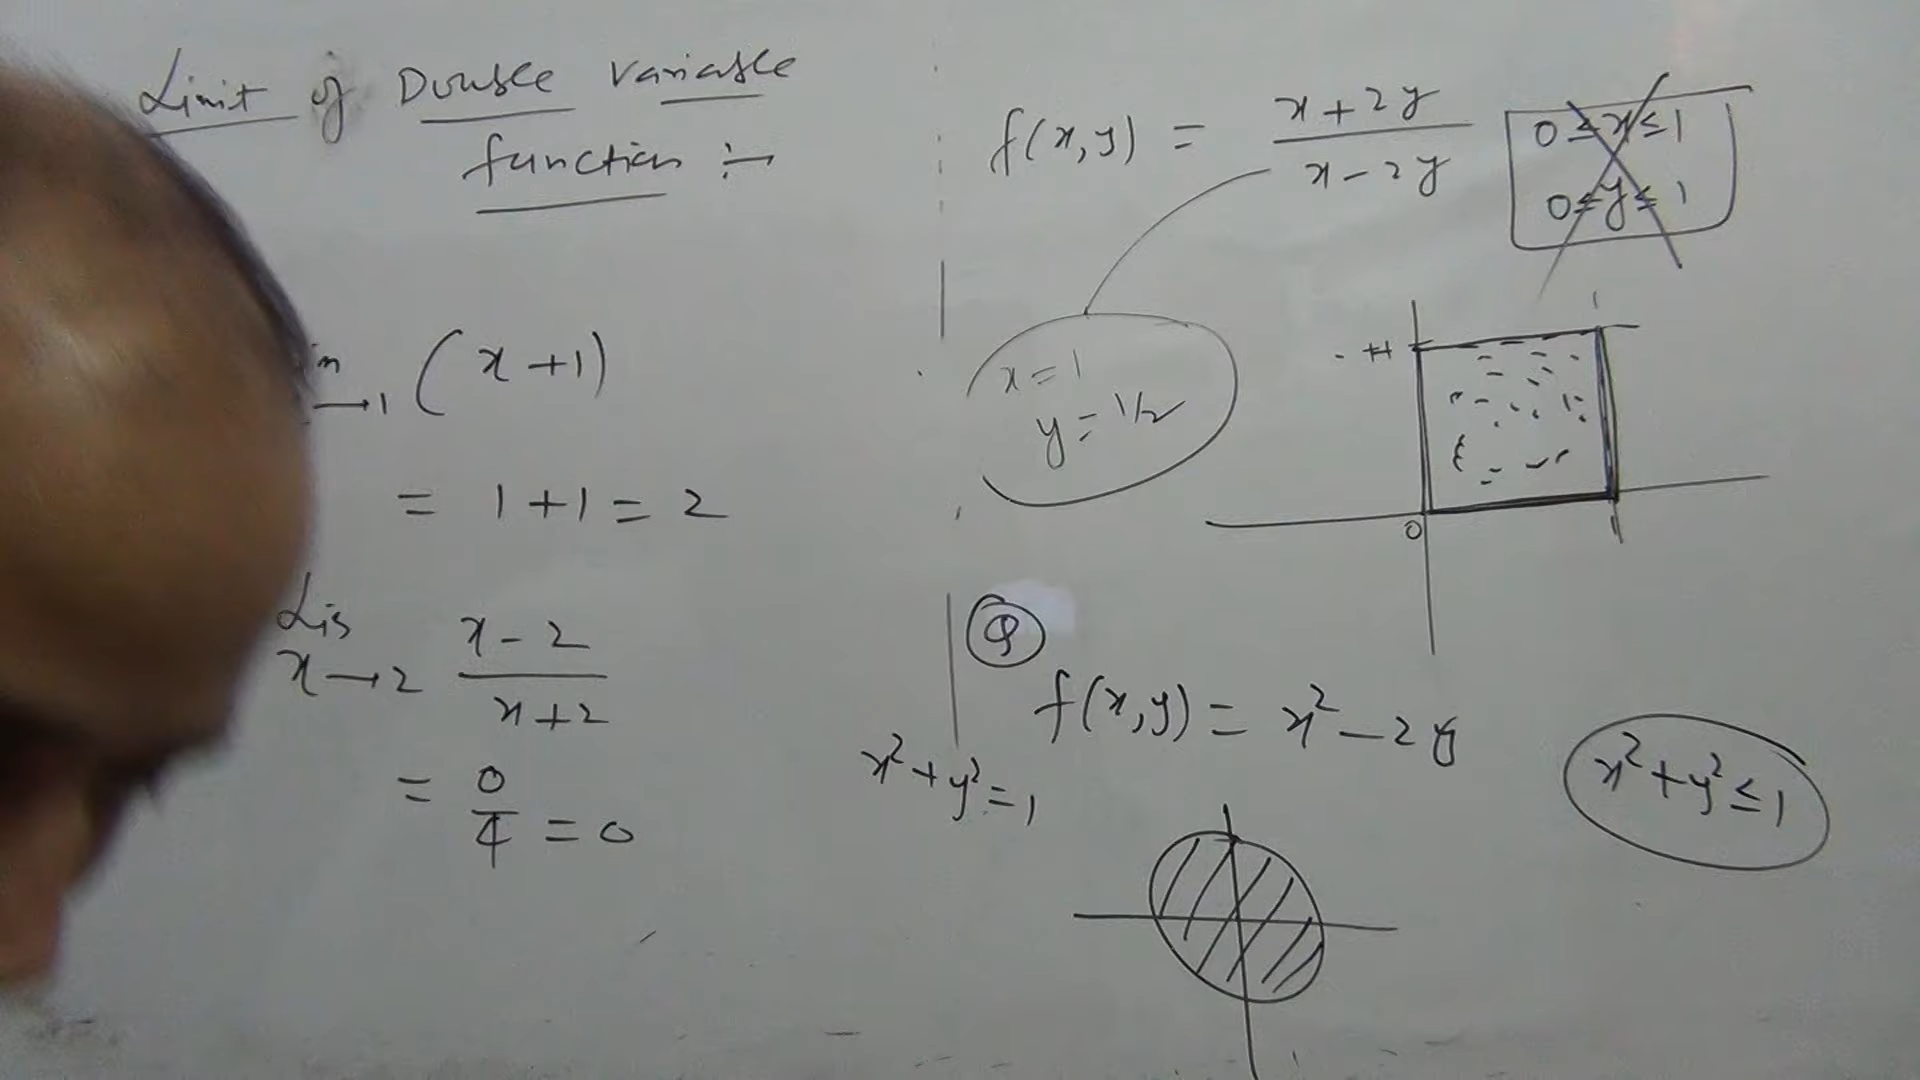 Limit of Double variable
function :-
→1 (x+1)
= 1+1 = 2
Lim
x→2 x-2/x+2
= 0/4 = 0
f(x,y) = x+2y/x-2y
0≤x≤1
0≤y≤1
x=1
y=1/2
1
0
1
Q
f(x,y) = x²-2y
x²+y²≤1
x²+y²=1